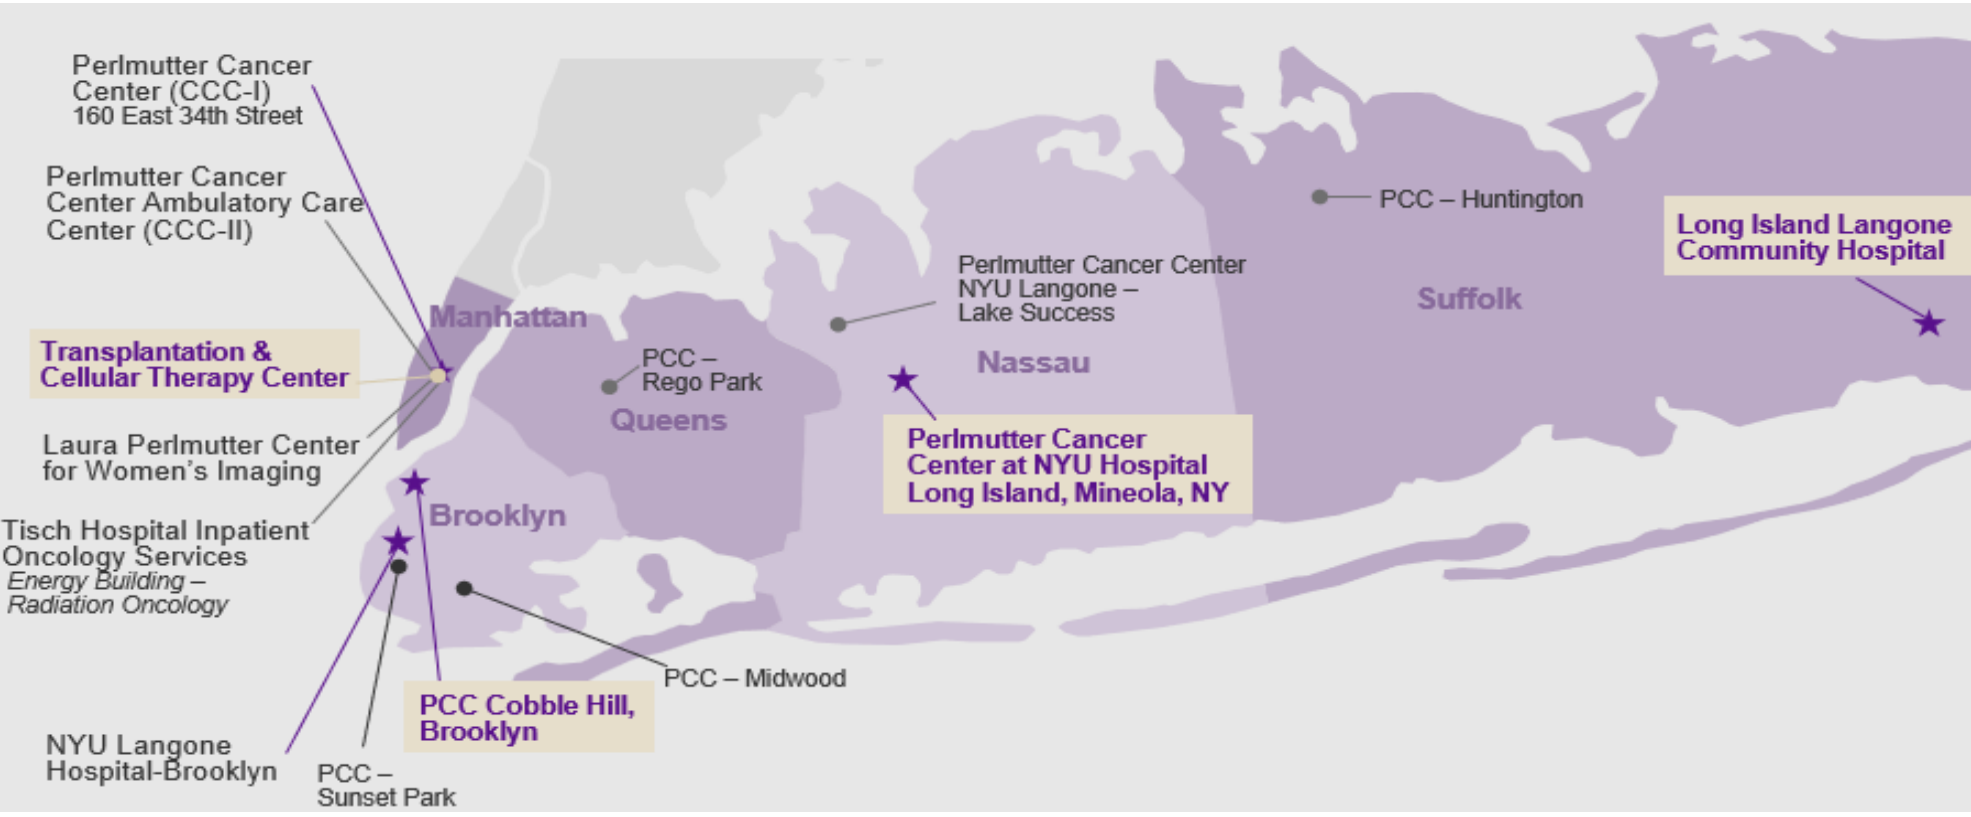 Perlmutter Cancer
Center (CCC-I)
160 East 34th Street
Perlmutter Cancer
Center Ambulatory Care
Center (CCC-II)
Manhattan
Transplantation &
Cellular Therapy Center
Laura Perlmutter Center
for Women's Imaging
Tisch Hospital Inpatient
Oncology Services
Energy Building –
Radiation Oncology
NYU Langone
Hospital-Brooklyn
PCC –
Sunset Park
PCC Cobble Hill,
Brooklyn
Brooklyn
PCC – Midwood
PCC –
Rego Park
Queens
Perlmutter Cancer Center
NYU Langone –
Lake Success
Nassau
Perlmutter Cancer
Center at NYU Hospital
Long Island, Mineola, NY
PCC – Huntington
Suffolk
Long Island Langone
Community Hospital